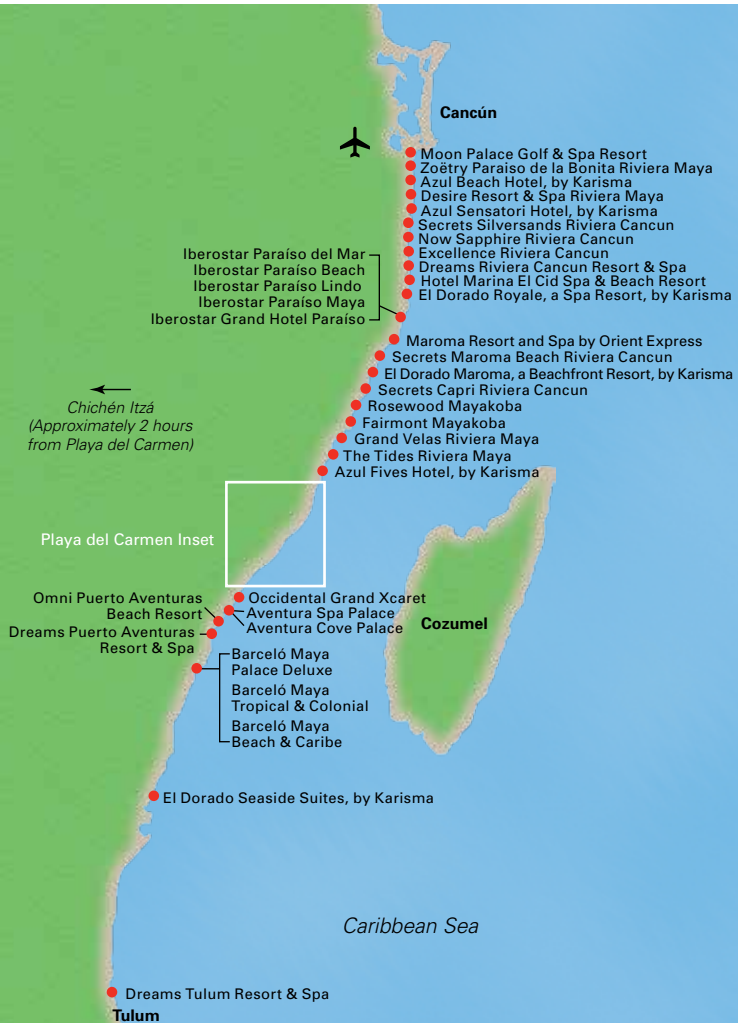 Cancún
Moon Palace Golf & Spa Resort
Zoëtry Paraiso de la Bonita Riviera Maya
Azul Beach Hotel, by Karisma
Desire Resort & Spa Riviera Maya
Azul Sensatori Hotel, by Karisma
Secrets Silversands Riviera Cancun
Now Sapphire Riviera Cancun
Excellence Riviera Cancun
Dreams Riviera Cancun Resort & Spa
Hotel Marina El Cid Spa & Beach Resort
El Dorado Royale, a Spa Resort, by Karisma
Iberostar Paraíso del Mar
Iberostar Paraíso Beach
Iberostar Paraíso Lindo
Iberostar Paraíso Maya
Iberostar Grand Hotel Paraíso
Maroma Resort and Spa by Orient Express
Secrets Maroma Beach Riviera Cancun
El Dorado Maroma, a Beachfront Resort, by Karisma
Secrets Capri Riviera Cancun
Rosewood Mayakoba
Fairmont Mayakoba
Grand Velas Riviera Maya
The Tides Riviera Maya
Azul Fives Hotel, by Karisma
Chichén Itzá
(Approximately 2 hours
from Playa del Carmen)
Playa del Carmen Inset
Omni Puerto Aventuras
Beach Resort
Dreams Puerto Aventuras
Resort & Spa
Occidental Grand Xcaret
Aventura Spa Palace
Aventura Cove Palace
Cozumel
Barceló Maya
Palace Deluxe
Barceló Maya
Tropical & Colonial
Barceló Maya
Beach & Caribe
El Dorado Seaside Suites, by Karisma
Caribbean Sea
Dreams Tulum Resort & Spa
Tulum